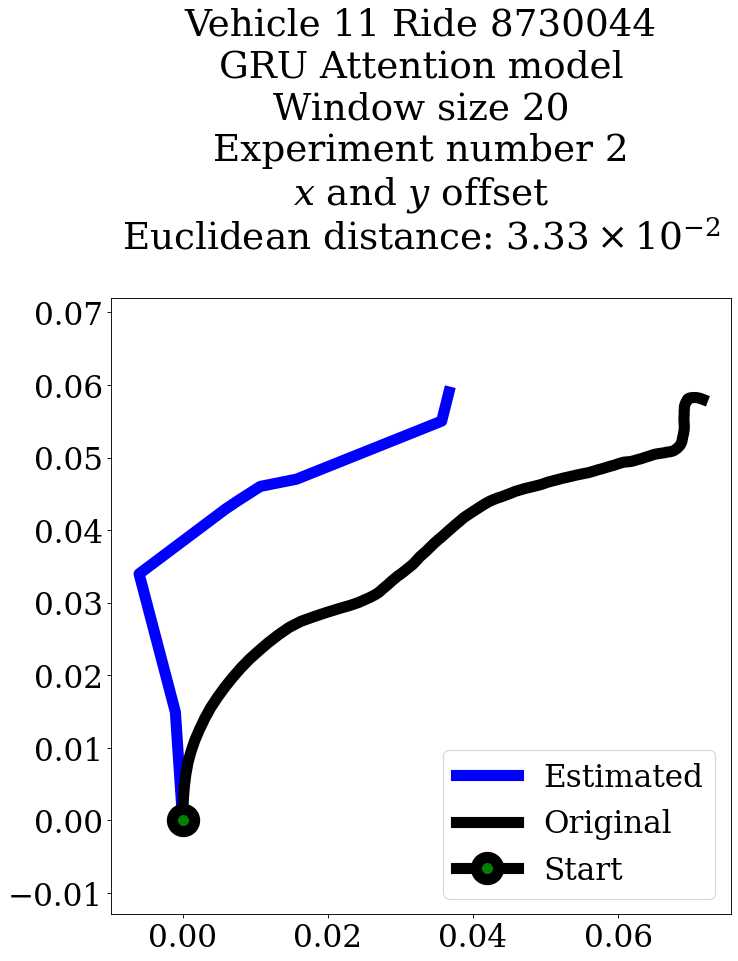 Vehicle 11 Ride 8730044
GRU Attention model
Window size 20
Experiment number 2
x and y offset
Euclidean distance: 3.33 × 10⁻²
0.07
0.06
0.05
0.04
0.03
0.02
0.01
0.00
−0.01
Estimated
Original
Start
0.00 0.02 0.04 0.06